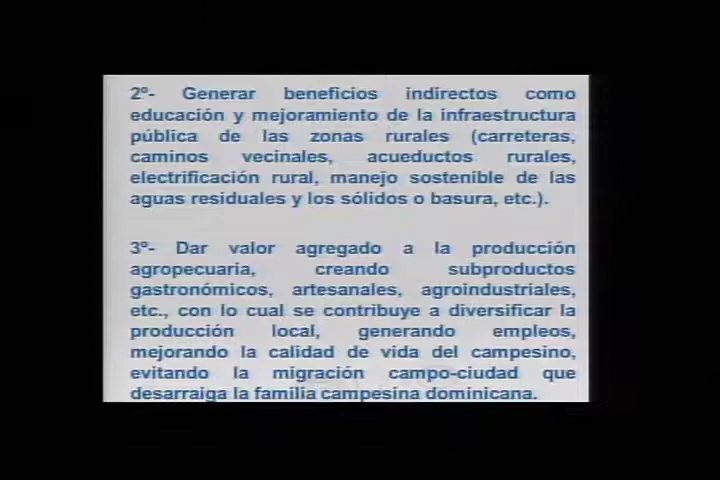 2º- Generar beneficios indirectos como
educación y mejoramiento de la infraestructura
pública de las zonas rurales (carreteras,
caminos vecinales, acueductos rurales,
electrificación rural, manejo sostenible de las
aguas residuales y los sólidos o basura, etc.).
3º- Dar valor agregado a la producción
agropecuaria, creando subproductos
gastronómicos, artesanales, agroindustriales,
etc., con lo cual se contribuye a diversificar la
producción local, generando empleos,
mejorando la calidad de vida del campesino,
evitando la migración campo-ciudad que
desarraiga la familia campesina dominicana.